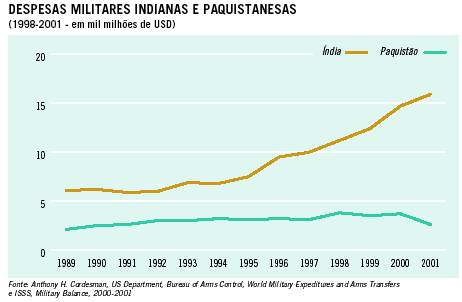 DESPESAS MILITARES INDIANAS E PAQUISTANESAS
(1998-2001 - em mil milhões de USD)
Índia
Paquistão
20
15
10
5
0
1989 1990 1991 1992 1993 1994 1995 1996 1997 1998 1999 2000 2001
Fonte: Anthony H. Cardesman, US Department, Bureau of Arms Control, World Military Expeditures and Arms Transfers
e ISSS, Military Balance, 2000-2001